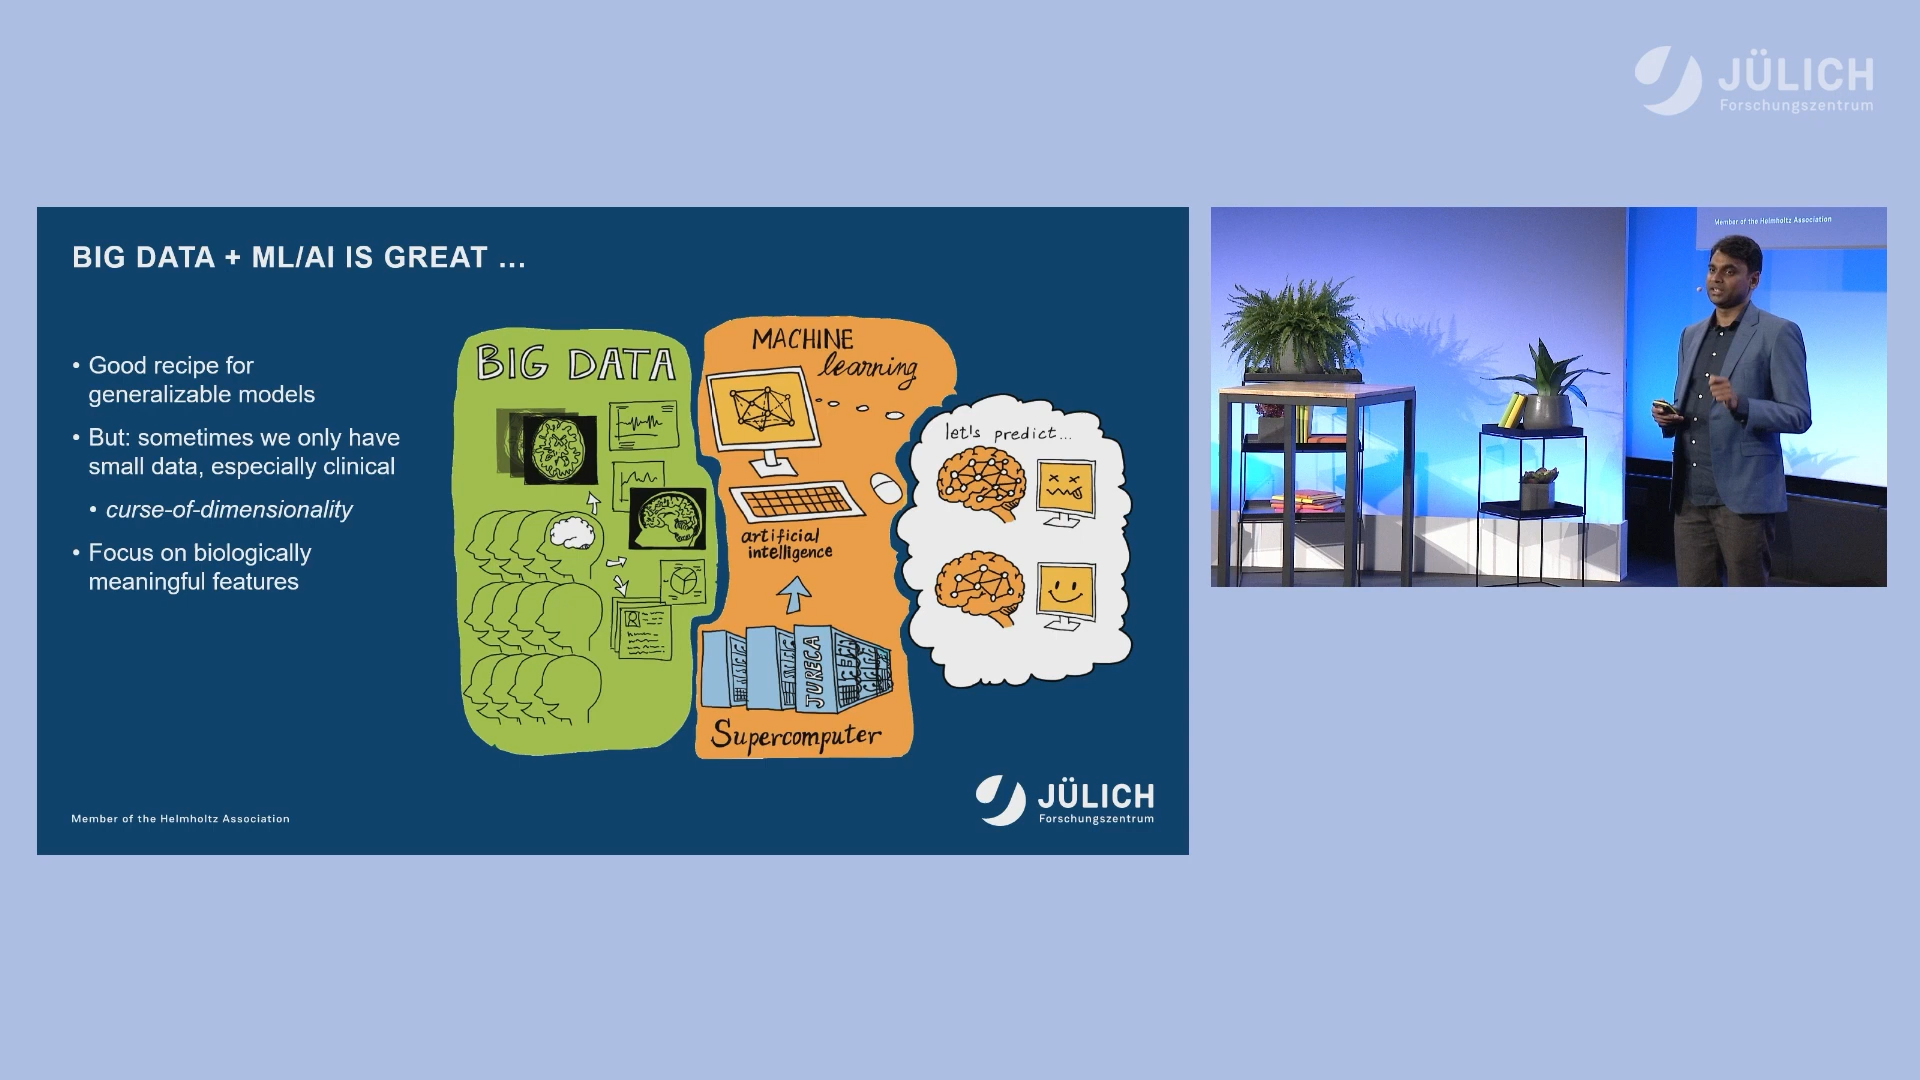 JÜLICH
Forschungszentrum
BIG DATA + ML/AI IS GREAT ...
• Good recipe for
generalizable models
• But: sometimes we only have
small data, especially clinical
• curse-of-dimensionality
• Focus on biologically
meaningful features
BIG DATA
MACHINE
learning
artificial
intelligence
JURECA
Supercomputer
let's predict...
Member of the Helmholtz Association
JÜLICH
Forschungszentrum
Member of the Helmholtz Association